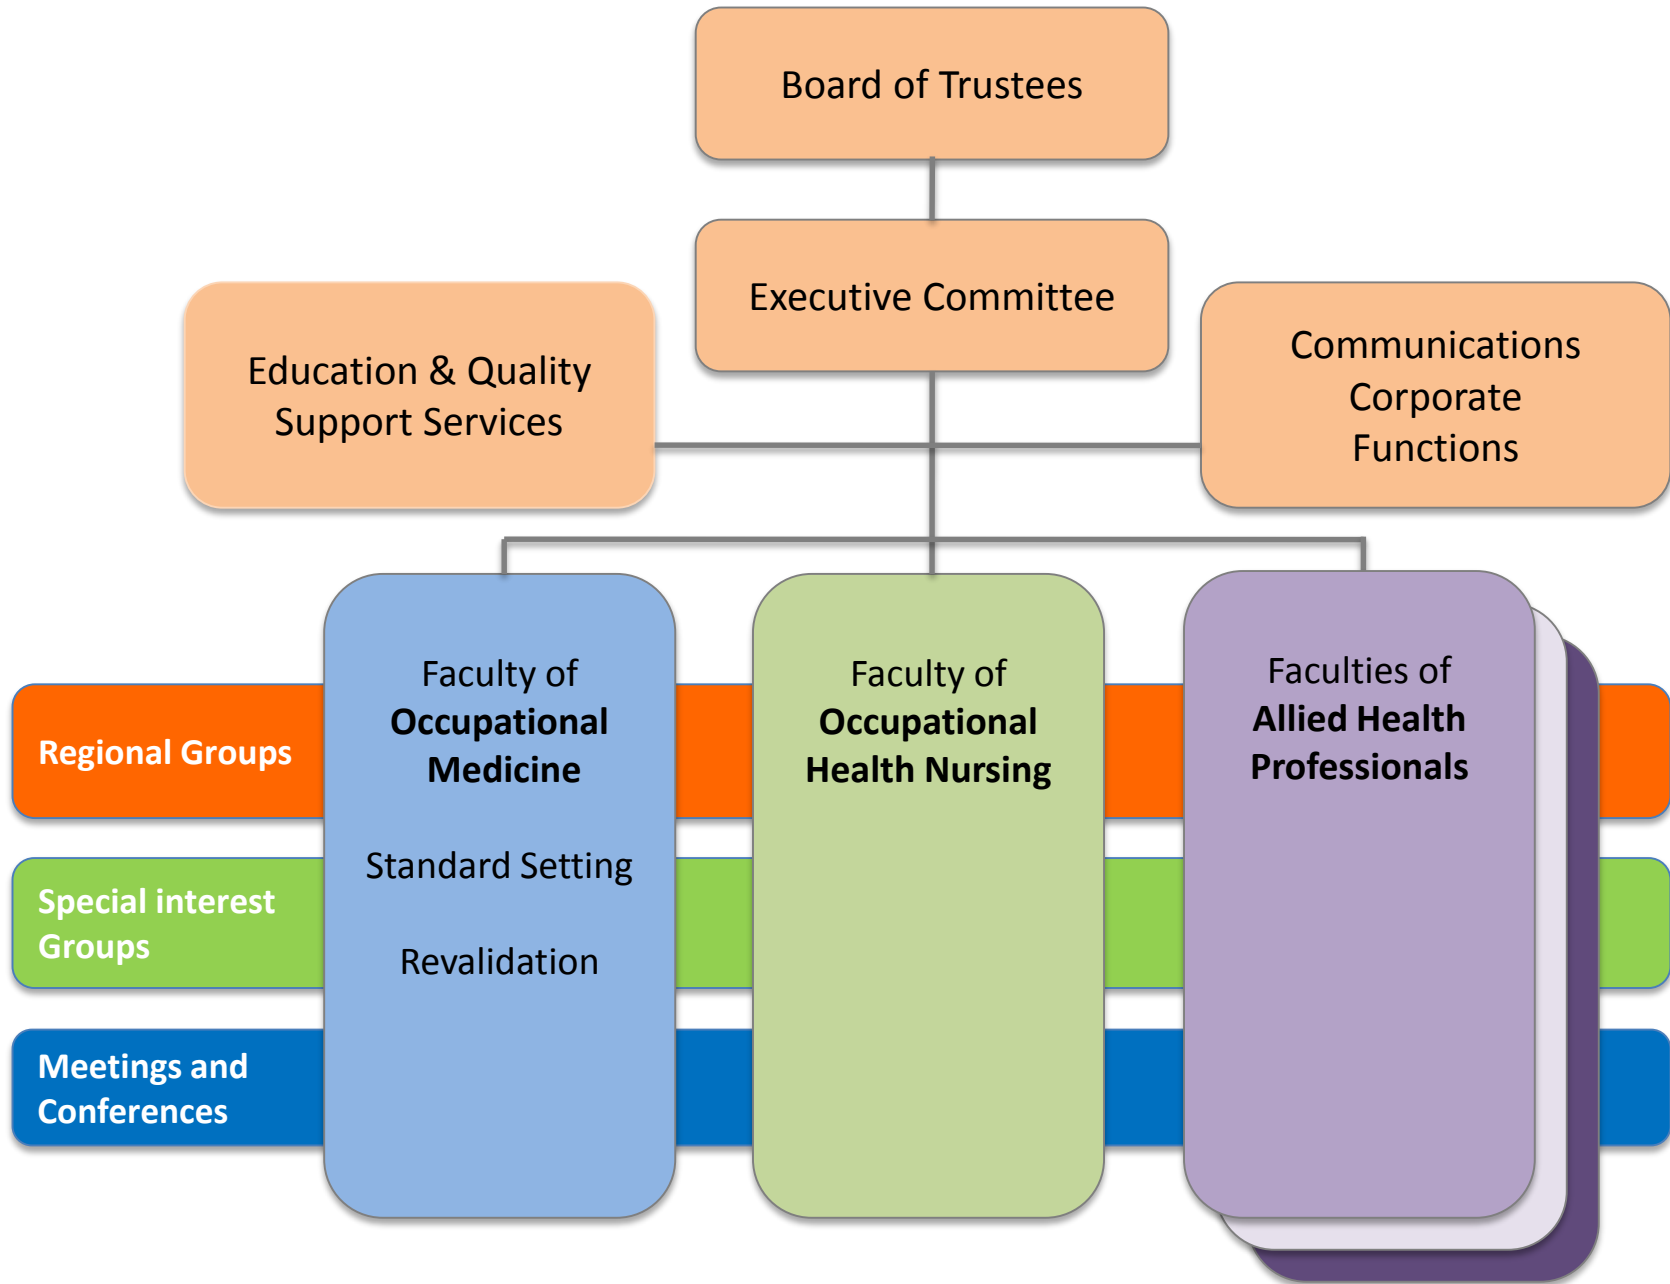 Board of Trustees
Executive Committee
Education & Quality
Support Services
Communications
Corporate
Functions
Faculty of
Occupational
Medicine
Standard Setting
Revalidation
Faculty of
Occupational
Health Nursing
Faculties of
Allied Health
Professionals
Regional Groups
Special interest
Groups
Meetings and
Conferences